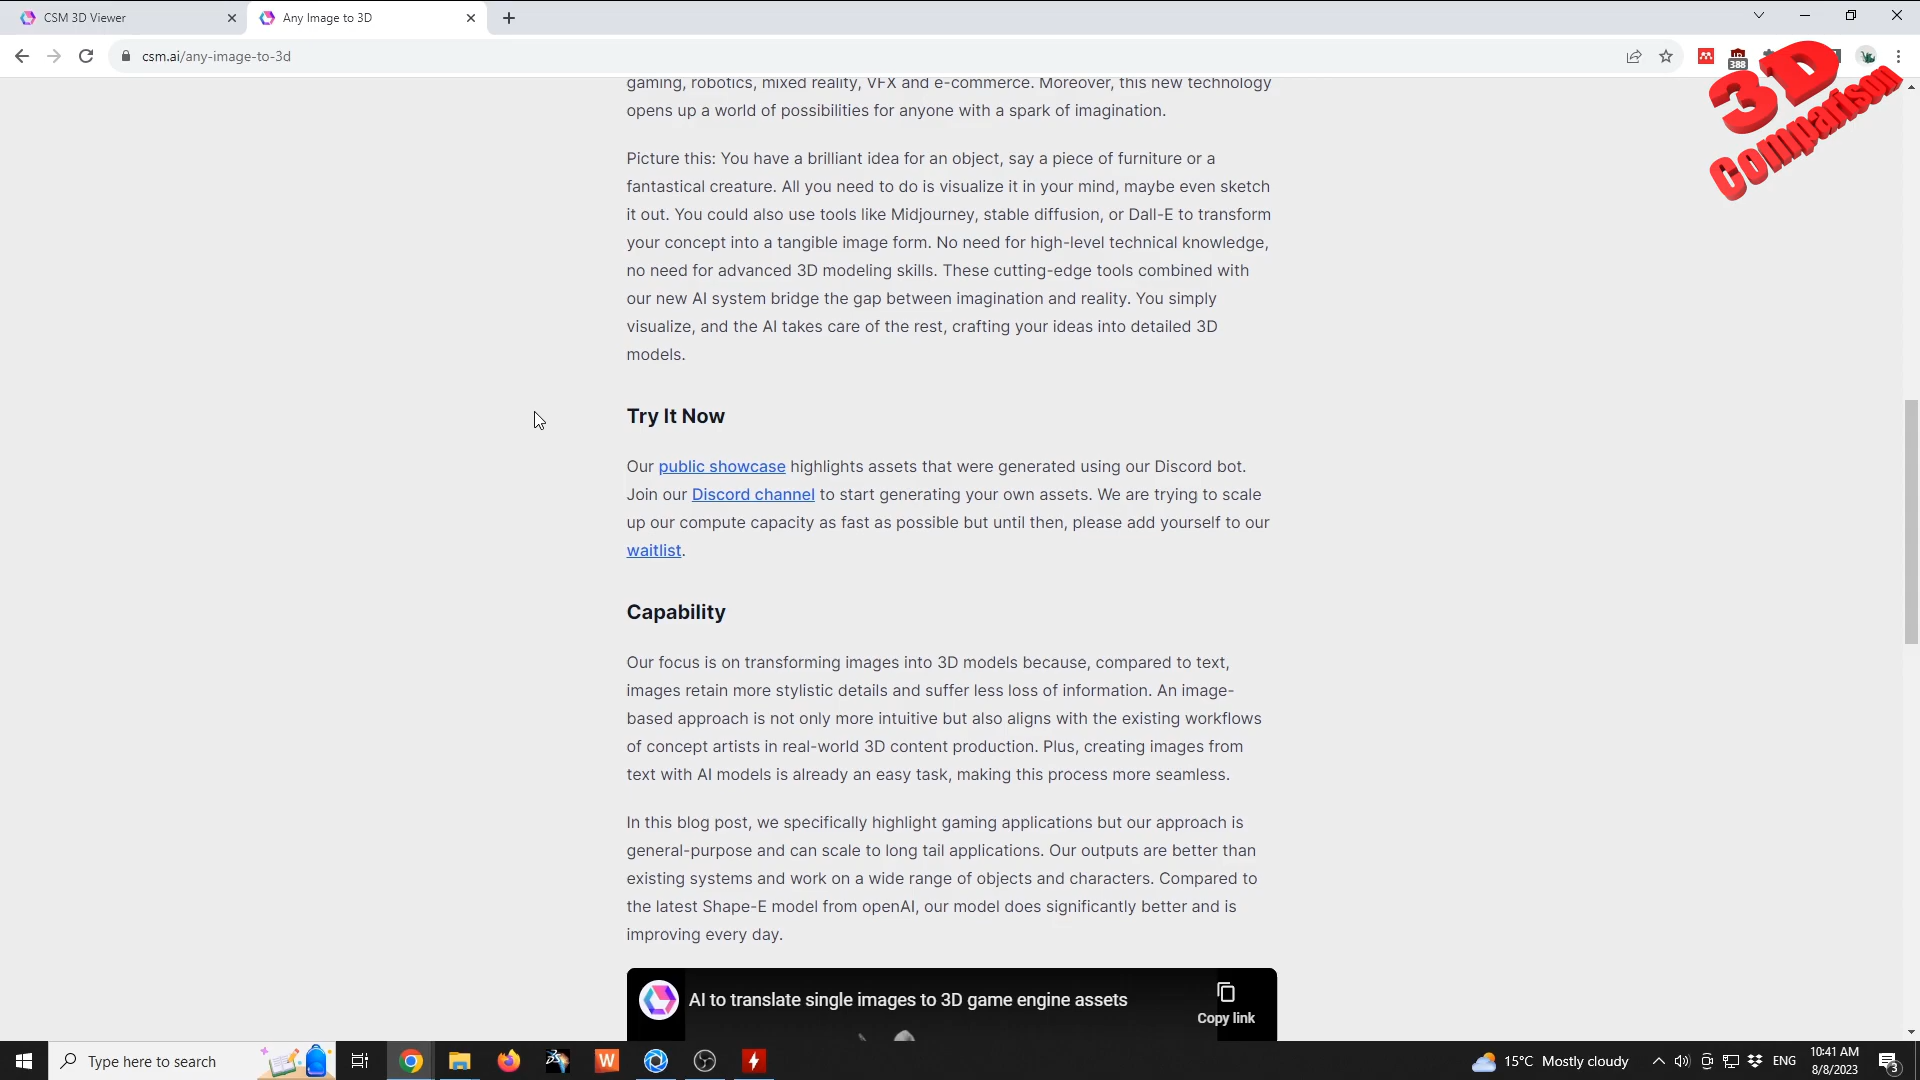 CSM 3D Viewer
Any Image to 3D
csm.ai/any-image-to-3d
388
3D
Comparison
gaming, robotics, mixed reality, VFX and e-commerce. Moreover, this new technology
opens up a world of possibilities for anyone with a spark of imagination.
Picture this: You have a brilliant idea for an object, say a piece of furniture or a
fantastical creature. All you need to do is visualize it in your mind, maybe even sketch
it out. You could also use tools like Midjourney, stable diffusion, or Dall-E to transform
your concept into a tangible image form. No need for high-level technical knowledge,
no need for advanced 3D modeling skills. These cutting-edge tools combined with
our new AI system bridge the gap between imagination and reality. You simply
visualize, and the AI takes care of the rest, crafting your ideas into detailed 3D
models.
Try It Now
Our public showcase highlights assets that were generated using our Discord bot.
Join our Discord channel to start generating your own assets. We are trying to scale
up our compute capacity as fast as possible but until then, please add yourself to our
waitlist.
Capability
Our focus is on transforming images into 3D models because, compared to text,
images retain more stylistic details and suffer less loss of information. An image-
based approach is not only more intuitive but also aligns with the existing workflows
of concept artists in real-world 3D content production. Plus, creating images from
text with AI models is already an easy task, making this process more seamless.
In this blog post, we specifically highlight gaming applications but our approach is
general-purpose and can scale to long tail applications. Our outputs are better than
existing systems and work on a wide range of objects and characters. Compared to
the latest Shape-E model from openAI, our model does significantly better and is
improving every day.
AI to translate single images to 3D game engine assets
Copy link
Type here to search
W
15°C Mostly cloudy
ENG
10:41 AM
8/8/2023
3